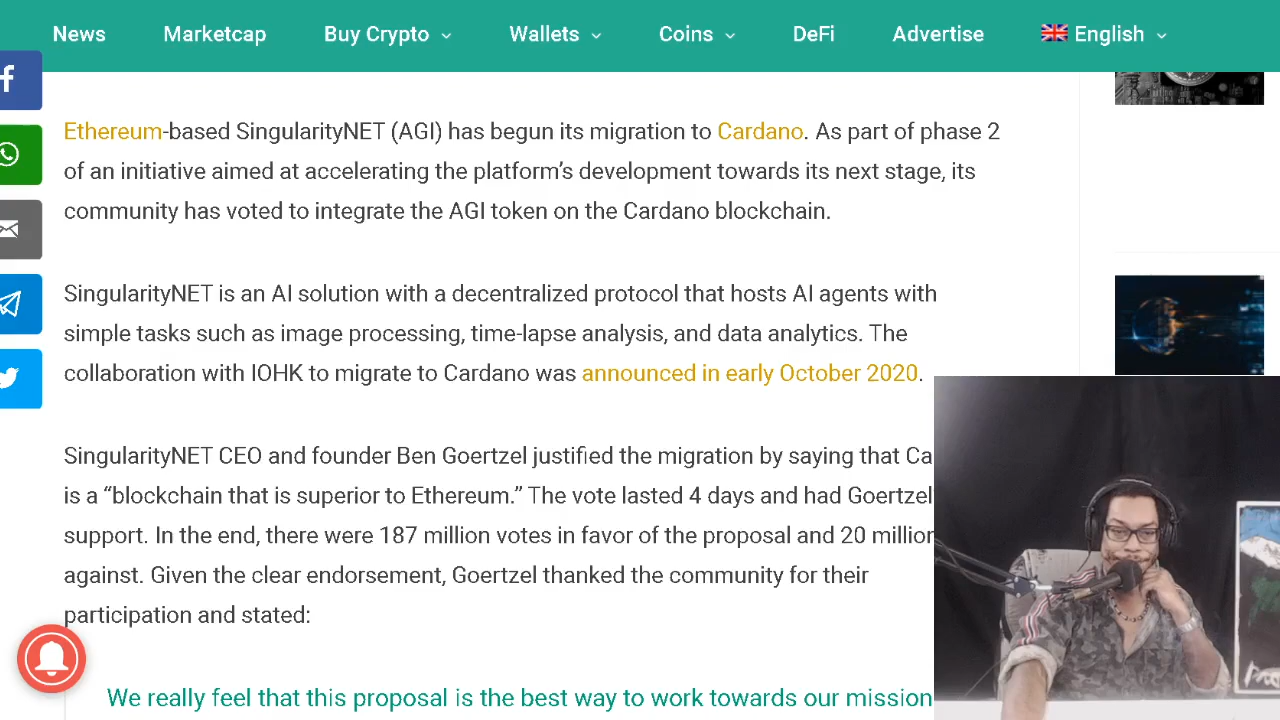 News Marketcap Buy Crypto Wallets Coins DeFi Advertise English
Ethereum-based SingularityNET (AGI) has begun its migration to Cardano. As part of phase 2
of an initiative aimed at accelerating the platform’s development towards its next stage, its
community has voted to integrate the AGI token on the Cardano blockchain.
SingularityNET is an AI solution with a decentralized protocol that hosts AI agents with
simple tasks such as image processing, time-lapse analysis, and data analytics. The
collaboration with IOHK to migrate to Cardano was announced in early October 2020.
SingularityNET CEO and founder Ben Goertzel justified the migration by saying that Ca
is a “blockchain that is superior to Ethereum.” The vote lasted 4 days and had Goertzel
support. In the end, there were 187 million votes in favor of the proposal and 20 million
against. Given the clear endorsement, Goertzel thanked the community for their
participation and stated:
We really feel that this proposal is the best way to work towards our mission